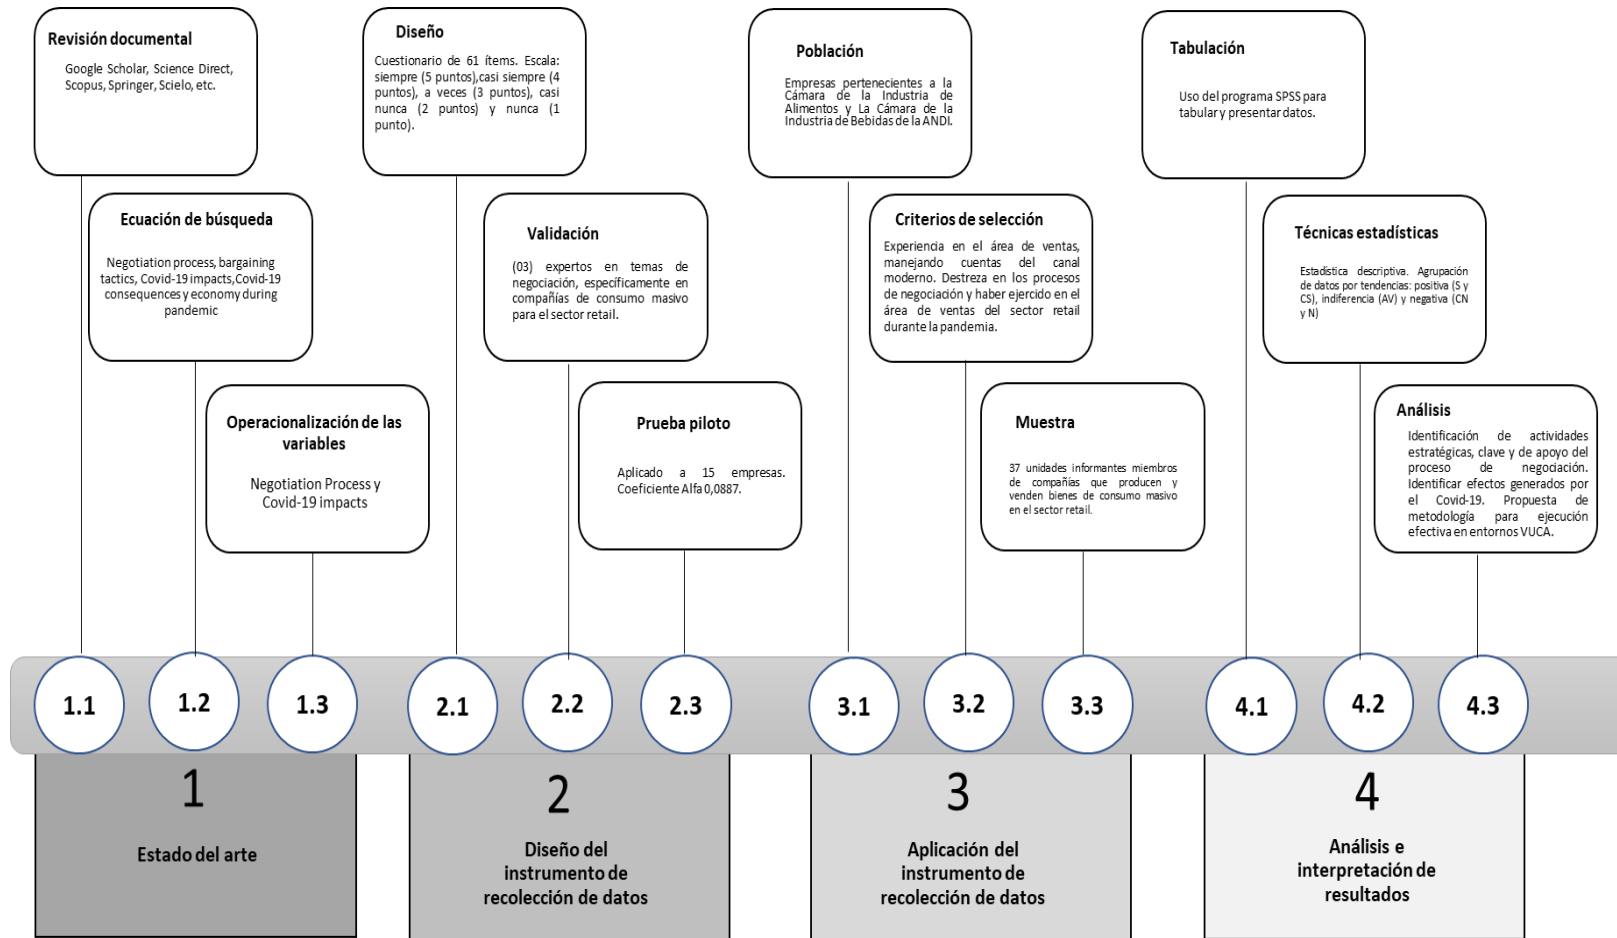 Revisión documental
Google Scholar, Science Direct,
Scopus, Springer, Scielo, etc.
Ecuación de búsqueda
Negotiation process, bargaining
tactics, Covid-19 impacts,Covid-19
consequences y economy during
pandemic
Operacionalización de las
variables
Negotiation Process y
Covid-19 impacts
Diseño
Cuestionario de 61 ítems. Escala:
siempre (5 puntos),casi siempre (4
puntos), a veces (3 puntos), casi
nunca (2 puntos) y nunca (1
punto).
Validación
(03) expertos en temas de
negociación, específicamente en
compañías de consumo masivo
para el sector retail.
Prueba piloto
Aplicado a 15 empresas.
Coeficiente Alfa 0,0887.
Población
Empresas pertenecientes a la
Cámara de la Industria de
Alimentos y La Cámara de la
Industria de Bebidas de la ANDI.
Criterios de selección
Experiencia en el área de ventas,
manejando cuentas del canal
moderno. Destreza en los procesos
de negociación y haber ejercido en el
área de ventas del sector retail
durante la pandemia.
Muestra
37 unidades informantes miembros
de compañías que producen y
venden bienes de consumo masivo
en el sector retail.
Tabulación
Uso del programa SPSS para
tabular y presentar datos.
Técnicas estadísticas
Estadística descriptiva. Agrupación
de datos por tendencias: positiva (S y
CS), indiferencia (AV) y negativa (CN
y N)
Análisis
Identificación de actividades
estratégicas, clave y de apoyo del
proceso de negociación.
Identificar efectos generados por
el Covid-19. Propuesta de
metodología para ejecución
efectiva en entornos VUCA.
1.1
1.2
1.3
2.1
2.2
2.3
3.1
3.2
3.3
4.1
4.2
4.3
1
Estado del arte
2
Diseño del
instrumento de
recolección de datos
3
Aplicación del
instrumento de
recolección de datos
4
Análisis e
interpretación de
resultados